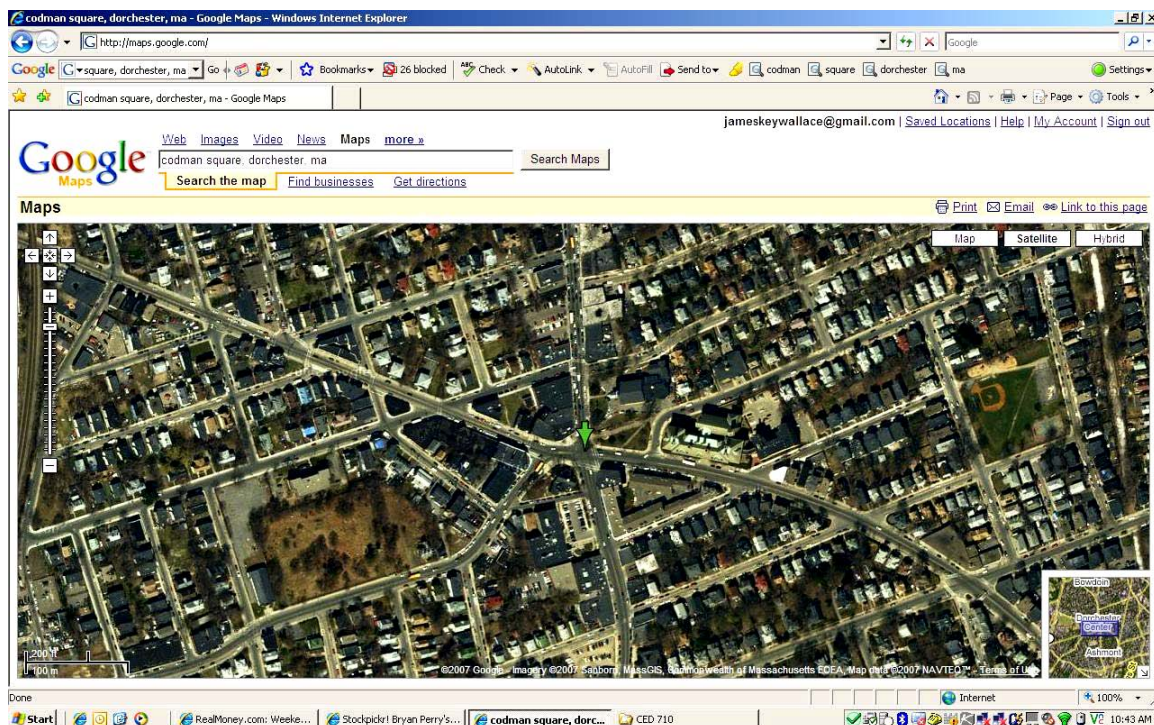 codman square, dorchester, ma - Google Maps - Windows Internet Explorer
http://maps.google.com/
Google
Google
square, dorchester, ma
Go
Bookmarks
26 blocked
Check
AutoLink
AutoFill
Send to
codman
square
dorchester
ma
Settings
codman square, dorchester, ma - Google Maps
Page
Tools
jameskeywallace@gmail.com | Saved Locations | Help | My Account | Sign out
Web Images Video News Maps more »
Google Maps
codman square, dorchester, ma
Search Maps
Search the map Find businesses Get directions
Maps
Print Email Link to this page
Map Satellite Hybrid
Bowdoin
Dorchester Center
Ashmont
200 ft
100 m
©2007 Google - Imagery ©2007 Sanborn, MassGIS, Commonwealth of Massachusetts EOEA, Map data ©2007 NAVTEQ™ - Terms of Use
Done
Internet
100%
Start
RealMoney.com: Weeke...
Stockpickr! Bryan Perry's...
codman square, dorc...
CED 710
10:43 AM